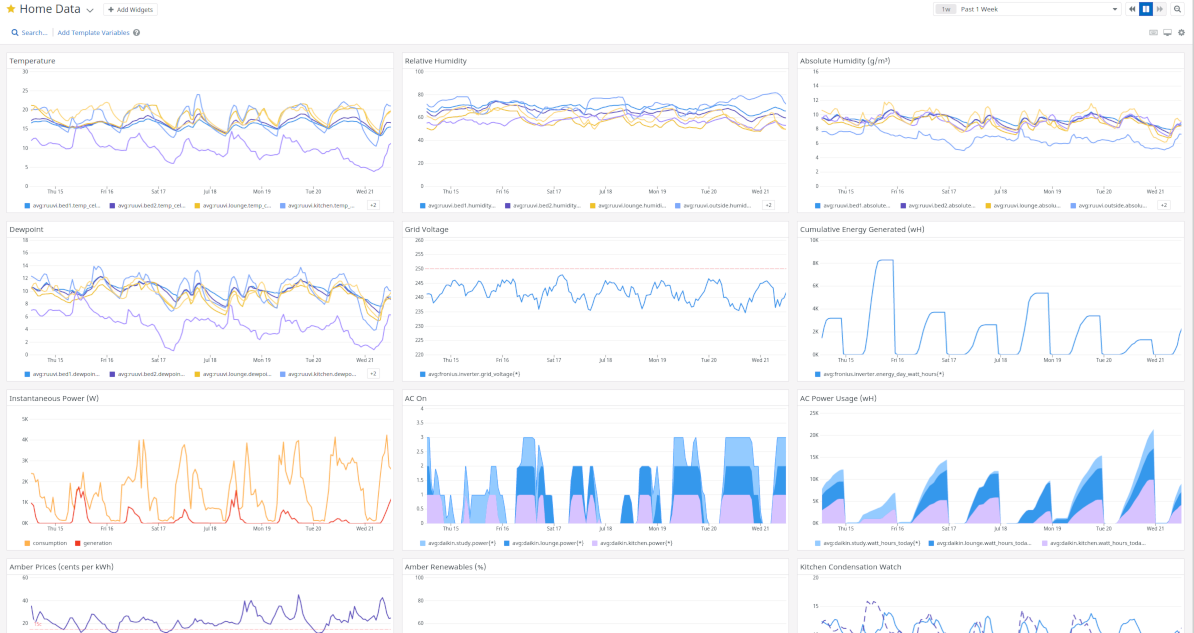 Home Data
+ Add Widgets
1w Past 1 Week
Search...
Add Template Variables
Temperature
30
25
20
15
10
5
0
Thu 15 Fri 16 Sat 17 Jul 18 Mon 19 Tue 20 Wed 21
avg:ruuvi.bed1.temp_cel... avg:ruuvi.bed2.temp_cel... avg:ruuvi.lounge.temp_c... avg:ruuvi.kitchen.temp_... +2
Relative Humidity
100
80
60
40
20
0
Thu 15 Fri 16 Sat 17 Jul 18 Mon 19 Tue 20 Wed 21
avg:ruuvi.bed1.humidity... avg:ruuvi.bed2.humidity... avg:ruuvi.lounge.humidi... avg:ruuvi.outside.humid... +2
Absolute Humidity (g/m³)
16
14
12
10
8
6
4
2
0
Thu 15 Fri 16 Sat 17 Jul 18 Mon 19 Tue 20 Wed 21
avg:ruuvi.bed1.absolute... avg:ruuvi.bed2.absolute... avg:ruuvi.lounge.absolu... avg:ruuvi.outside.absolu... +2
Dewpoint
18
16
14
12
10
8
6
4
2
0
Thu 15 Fri 16 Sat 17 Jul 18 Mon 19 Tue 20 Wed 21
avg:ruuvi.bed1.dewpoin... avg:ruuvi.bed2.dewpoin... avg:ruuvi.lounge.dewpoi... avg:ruuvi.kitchen.dewpo... +2
Grid Voltage
260
255
250
245
240
235
230
225
220
Thu 15 Fri 16 Sat 17 Jul 18 Mon 19 Tue 20 Wed 21
avg:fronius.inverter.grid_voltage{*}
Cumulative Energy Generated (wH)
10K
8K
6K
4K
2K
0K
Thu 15 Fri 16 Sat 17 Jul 18 Mon 19 Tue 20 Wed 21
avg:fronius.inverter.energy_day_watt_hours{*}
Instantaneous Power (W)
5K
4K
3K
2K
1K
0K
Thu 15 Fri 16 Sat 17 Jul 18 Mon 19 Tue 20 Wed 21
consumption generation
AC On
4
3.5
3
2.5
2
1.5
1
0.5
0
Thu 15 Fri 16 Sat 17 Jul 18 Mon 19 Tue 20 Wed 21
avg:daikin.study.power{*} avg:daikin.lounge.power{*} avg:daikin.kitchen.power{*}
AC Power Usage (wH)
25K
20K
15K
10K
5K
0K
Thu 15 Fri 16 Sat 17 Jul 18 Mon 19 Tue 20 Wed 21
avg:daikin.study.watt_hours_today{*} avg:daikin.lounge.watt_hours_toda... avg:daikin.kitchen.watt_hours_toda...
Amber Prices (cents per kWh)
60
40
20
Amber Renewables (%)
100
80
60
Kitchen Condensation Watch
20
15
10